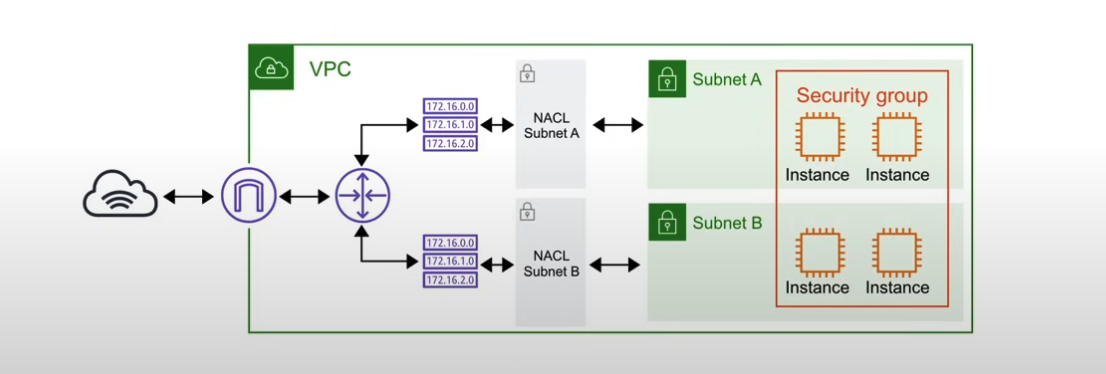 VPC
172.16.0.0
172.16.1.0
172.16.2.0
NACL
Subnet A
Subnet A
Security group
Instance
Instance
172.16.0.0
172.16.1.0
172.16.2.0
NACL
Subnet B
Subnet B
Instance
Instance